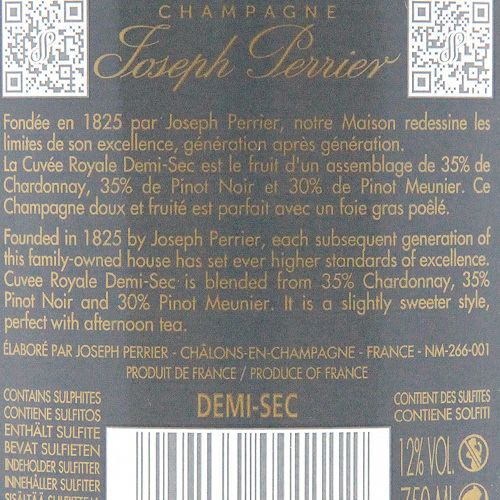 CHAMPAGNE
Joseph Perrier
Fondée en 1825 par Joseph Perrier, notre Maison redessine les
limites de son excellence, génération après génération.
La Cuvée Royale Demi-Sec est le fruit d'un assemblage de 35% de
Chardonnay, 35% de Pinot Noir et 30% de Pinot Meunier. Ce
Champagne doux et fruité est parfait avec un foie gras poêlé.
Founded in 1825 by Joseph Perrier, each subsequent generation of
this family-owned house has set ever higher standards of excellence.
Cuvee Royale Demi-Sec is blended from 35% Chardonnay, 35%
Pinot Noir and 30% Pinot Meunier. It is a slightly sweeter style,
perfect with afternoon tea.
ÉLABORÉ PAR JOSEPH PERRIER - CHÂLONS-EN-CHAMPAGNE - FRANCE - NM-266-001
PRODUIT DE FRANCE / PRODUCE OF FRANCE
CONTAINS SULPHITES
CONTIENE SULFITOS
ENTHÄLT SULFITE
BEVAT SULFIETEN
INDEHOLDER SULFITTER
INNEHÅLLER SULFITER
SISÄLTÄÄ SULFIITTEJA
DEMI-SEC
CONTIENT DES SULFITES
CONTIENE SOLFITI
12% VOL.
750 ML